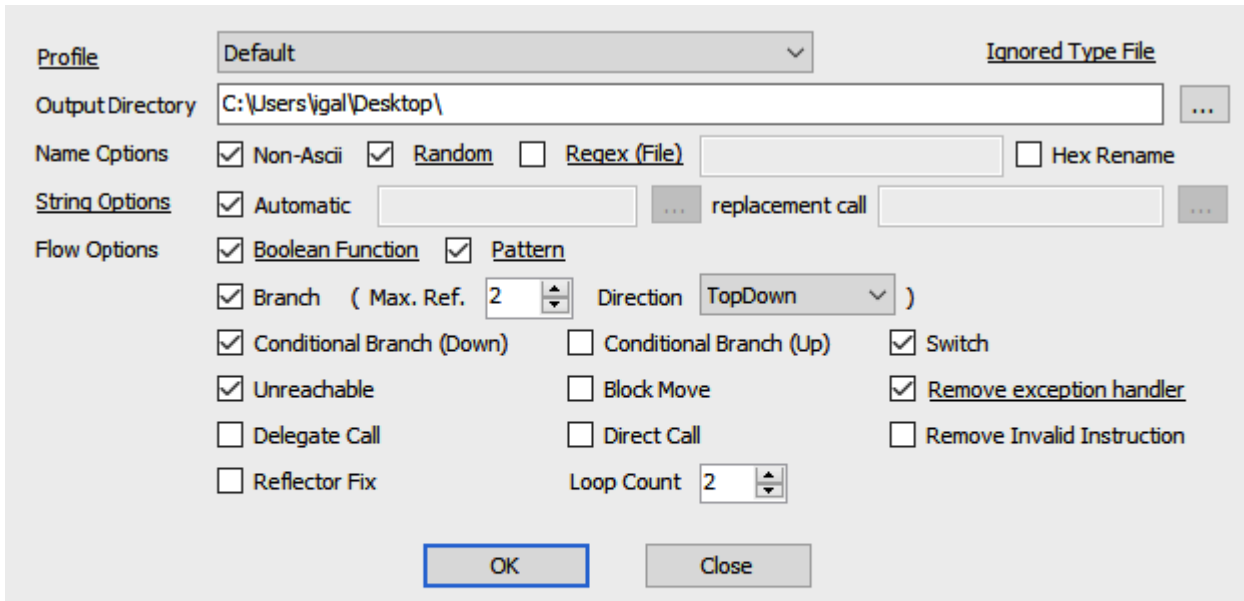 Profile Default Ignored Type File
Output Directory C:\Users\igal\Desktop\ ...
Name Options Non-Ascii Random Regex (File) Hex Rename
String Options Automatic ... replacement call ...
Flow Options Boolean Function Pattern
Branch ( Max. Ref. 2 Direction TopDown )
Conditional Branch (Down) Conditional Branch (Up) Switch
Unreachable Block Move Remove exception handler
Delegate Call Direct Call Remove Invalid Instruction
Reflector Fix Loop Count 2
OK Close